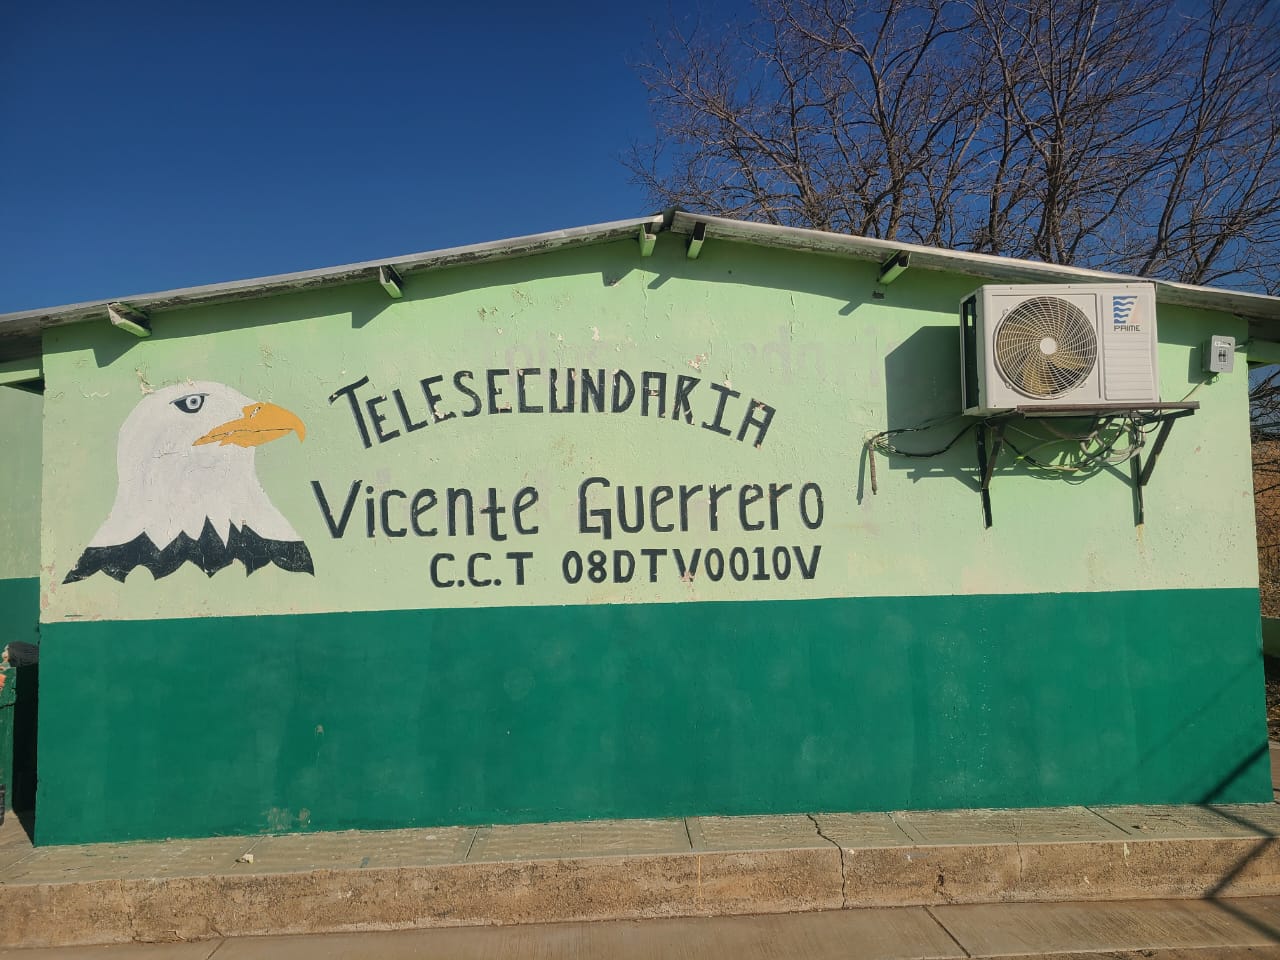 TELESECUNDARIA
Vicente Guerrero
C.C.T 08DTV0010V
PRIME